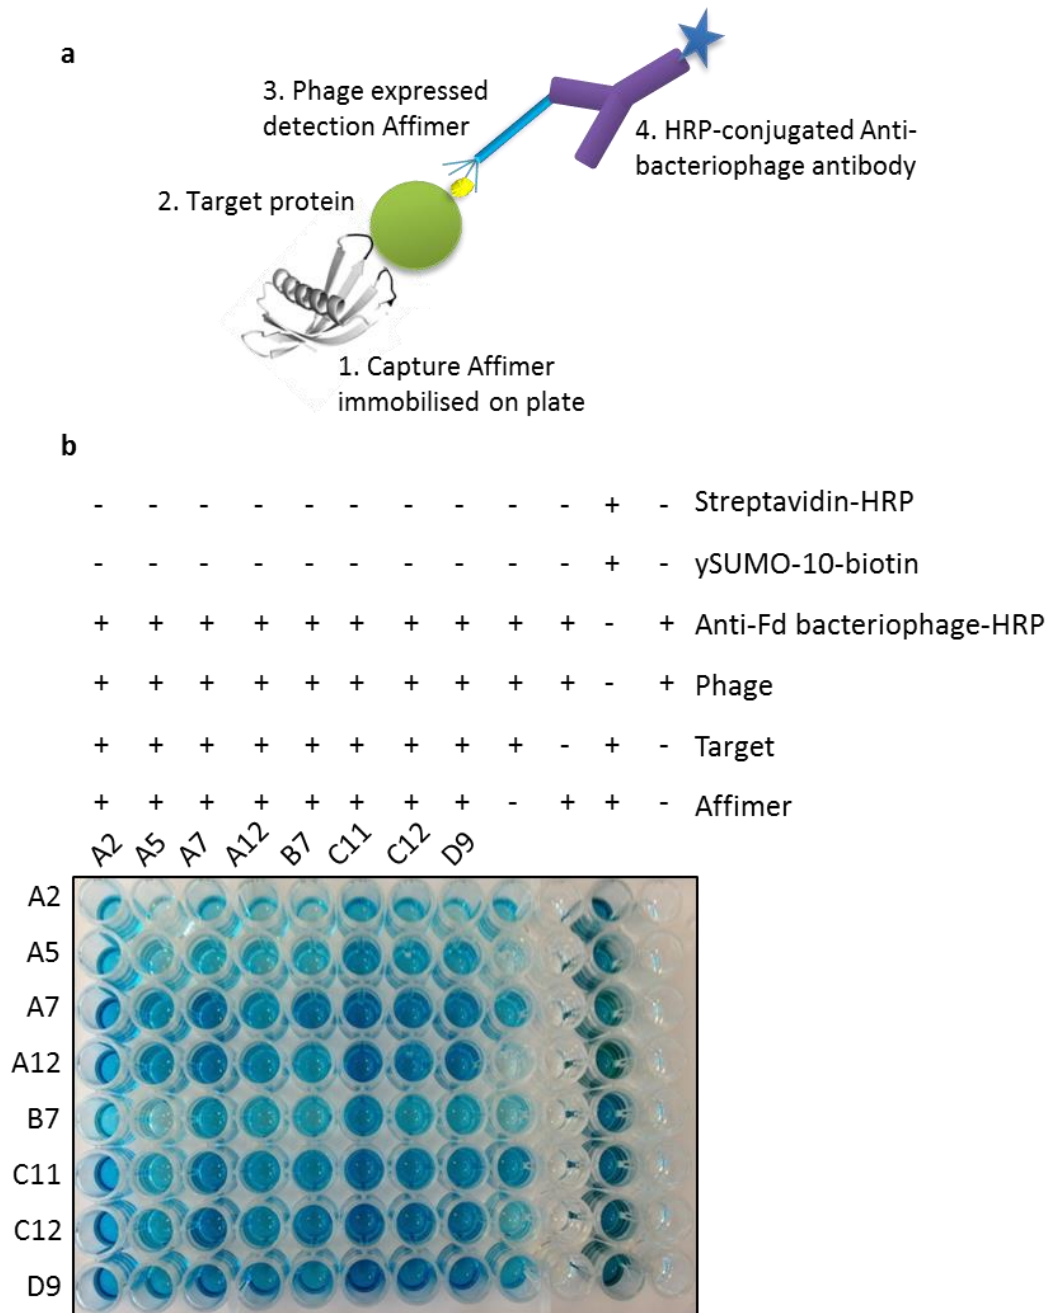 a
3. Phage expressed
detection Affimer
4. HRP-conjugated Anti-
bacteriophage antibody
2. Target protein
1. Capture Affimer
immobilised on plate
b
- - - - - - - - - - + - Streptavidin-HRP
- - - - - - - - - - + - ySUMO-10-biotin
+ + + + + + + + + + - + Anti-Fd bacteriophage-HRP
+ + + + + + + + + + - + Phage
+ + + + + + + + + - + - Target
+ + + + + + + + - + + - Affimer
A2 A5 A7 A12 B7 C11 C12 D9
A2
A5
A7
A12
B7
C11
C12
D9